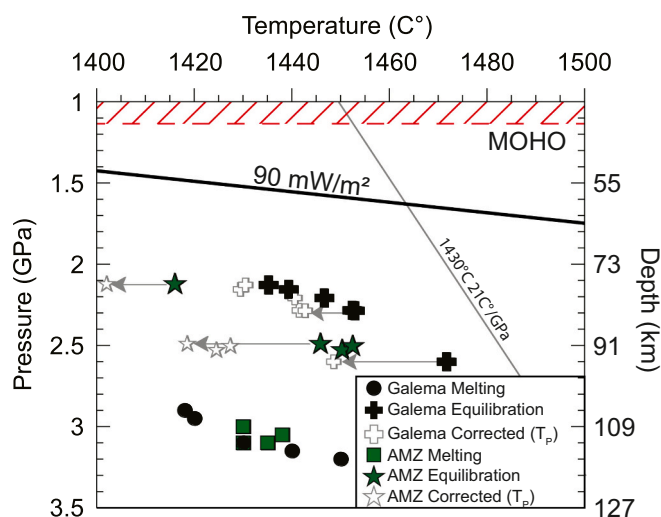 Temperature (C°)
1400 1420 1440 1460 1480 1500
1
MOHO
90 mW/m²
1.5 55
1430°C 21C°/GPa
2 73
Pressure (GPa)
Depth (km)
2.5 91
Galema Melting
Galema Equilibration
Galema Corrected (TP)
3 109
AMZ Melting
AMZ Equilibration
AMZ Corrected (TP)
3.5 127